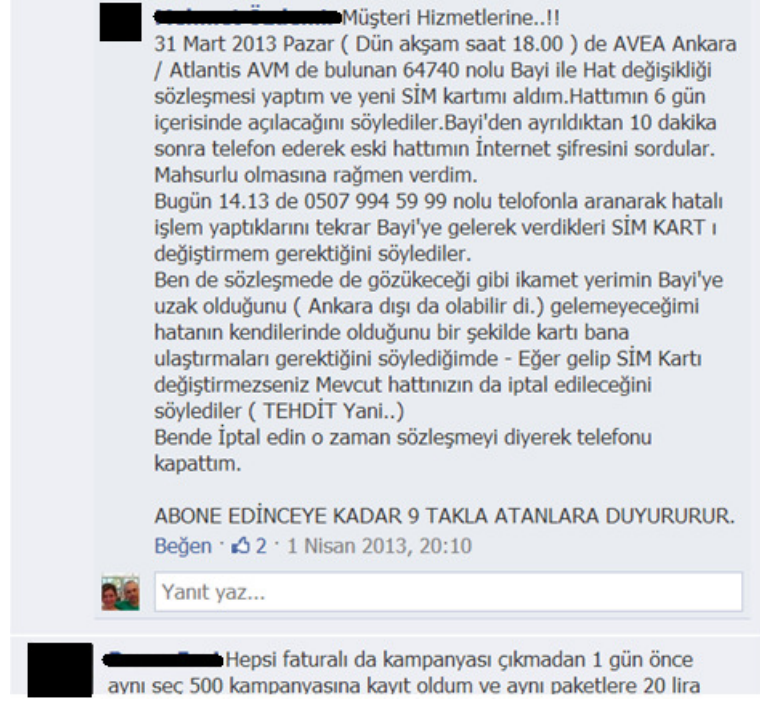 Müşteri Hizmetlerine..!!
31 Mart 2013 Pazar ( Dün akşam saat 18.00 ) de AVEA Ankara
/ Atlantis AVM de bulunan 64740 nolu Bayi ile Hat değişikliği
sözleşmesi yaptım ve yeni SİM kartımı aldım.Hattımın 6 gün
içerisinde açılacağını söylediler.Bayi'den ayrıldıktan 10 dakika
sonra telefon ederek eski hattımın İnternet şifresini sordular.
Mahsurlu olmasına rağmen verdim.
Bugün 14.13 de 0507 994 59 99 nolu telofonla aranarak hatalı
işlem yaptıklarını tekrar Bayi'ye gelerek verdikleri SİM KART ı
değiştirmem gerektiğini söylediler.
Ben de sözleşmede de gözükeceği gibi ikamet yerimin Bayi'ye
uzak olduğunu ( Ankara dışı da olabilir di.) gelemeyeceğimi
hatanın kendilerinde olduğunu bir şekilde kartı bana
ulaştırmaları gerektiğini söylediğimde - Eğer gelip SİM Kartı
değiştirmezseniz Mevcut hattınızın da iptal edileceğini
söylediler ( TEHDİT Yani..)
Bende İptal edin o zaman sözleşmeyi diyerek telefonu
kapattım.
ABONE EDİNCEYE KADAR 9 TAKLA ATANLARA DUYURURUR.
Beğen · 2 · 1 Nisan 2013, 20:10
Yanıt yaz...
Hepsi faturalı da kampanyası çıkmadan 1 gün önce
aynı seç 500 kampanyasına kayıt oldum ve aynı paketlere 20 lira